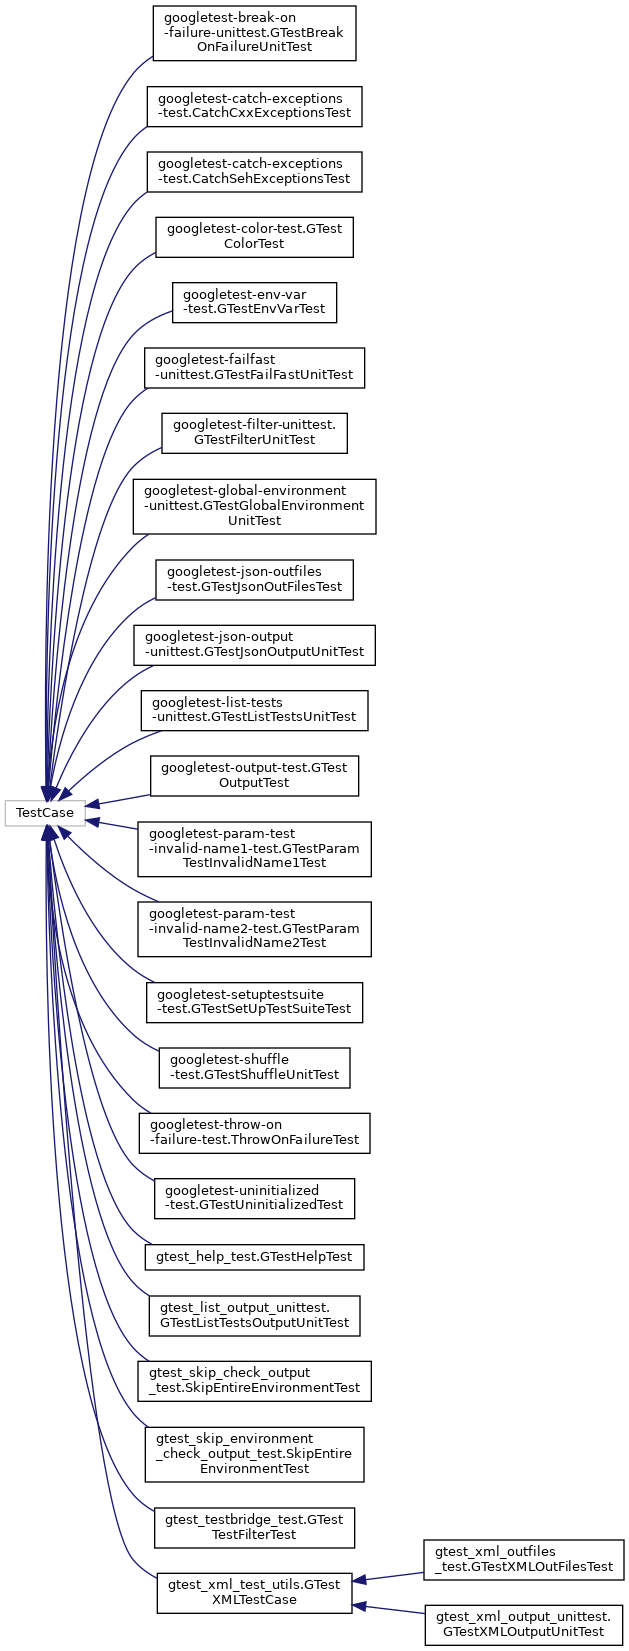 googletest-break-on
-failure-unittest.GTestBreak
OnFailureUnitTest
googletest-catch-exceptions
-test.CatchCxxExceptionsTest
googletest-catch-exceptions
-test.CatchSehExceptionsTest
googletest-color-test.GTest
ColorTest
googletest-env-var
-test.GTestEnvVarTest
googletest-failfast
-unittest.GTestFailFastUnitTest
googletest-filter-unittest.
GTestFilterUnitTest
googletest-global-environment
-unittest.GTestGlobalEnvironment
UnitTest
googletest-json-outfiles
-test.GTestJsonOutFilesTest
googletest-json-output
-unittest.GTestJsonOutputUnitTest
googletest-list-tests
-unittest.GTestListTestsUnitTest
googletest-output-test.GTest
OutputTest
TestCase
googletest-param-test
-invalid-name1-test.GTestParam
TestInvalidName1Test
googletest-param-test
-invalid-name2-test.GTestParam
TestInvalidName2Test
googletest-setuptestsuite
-test.GTestSetUpTestSuiteTest
googletest-shuffle
-test.GTestShuffleUnitTest
googletest-throw-on
-failure-test.ThrowOnFailureTest
googletest-uninitialized
-test.GTestUninitializedTest
gtest_help_test.GTestHelpTest
gtest_list_output_unittest.
GTestListTestsOutputUnitTest
gtest_skip_check_output
_test.SkipEntireEnvironmentTest
gtest_skip_environment
_check_output_test.SkipEntire
EnvironmentTest
gtest_testbridge_test.GTest
TestFilterTest
gtest_xml_test_utils.GTest
XMLTestCase
gtest_xml_outfiles
_test.GTestXMLOutFilesTest
gtest_xml_output_unittest.
GTestXMLOutputUnitTest